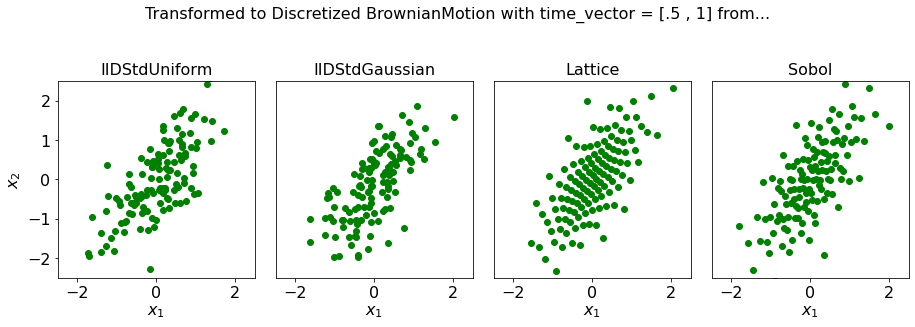 Transformed to Discretized BrownianMotion with time_vector = [.5 , 1] from...
IIDStdUniform
IIDStdGaussian
Lattice
Sobol
x₂
2
1
0
−1
−2
−2 0 2
−2 0 2
−2 0 2
−2 0 2
x₁
x₁
x₁
x₁